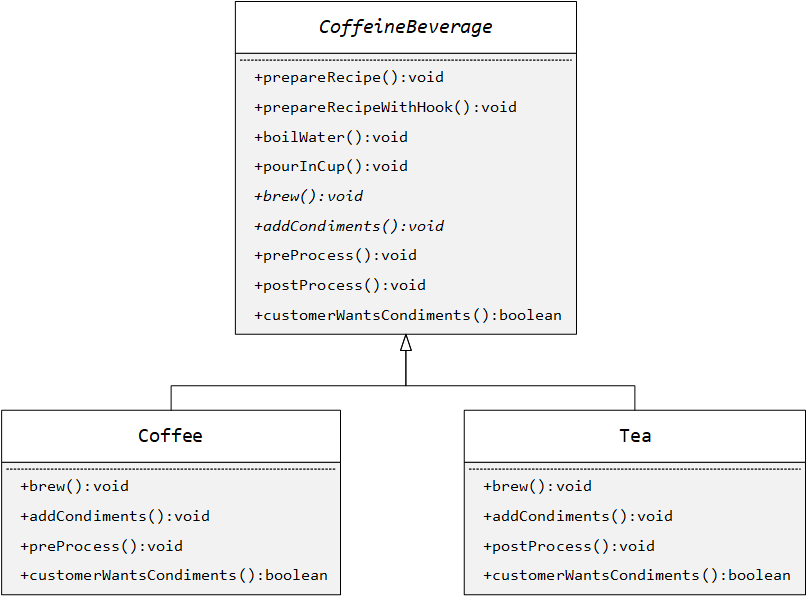 CoffeineBeverage
+prepareRecipe():void
+prepareRecipeWithHook():void
+boilWater():void
+pourInCup():void
+brew():void
+addCondiments():void
+preProcess():void
+postProcess():void
+customerWantsCondiments():boolean
Coffee
+brew():void
+addCondiments():void
+preProcess():void
+customerWantsCondiments():boolean
Tea
+brew():void
+addCondiments():void
+postProcess():void
+customerWantsCondiments():boolean